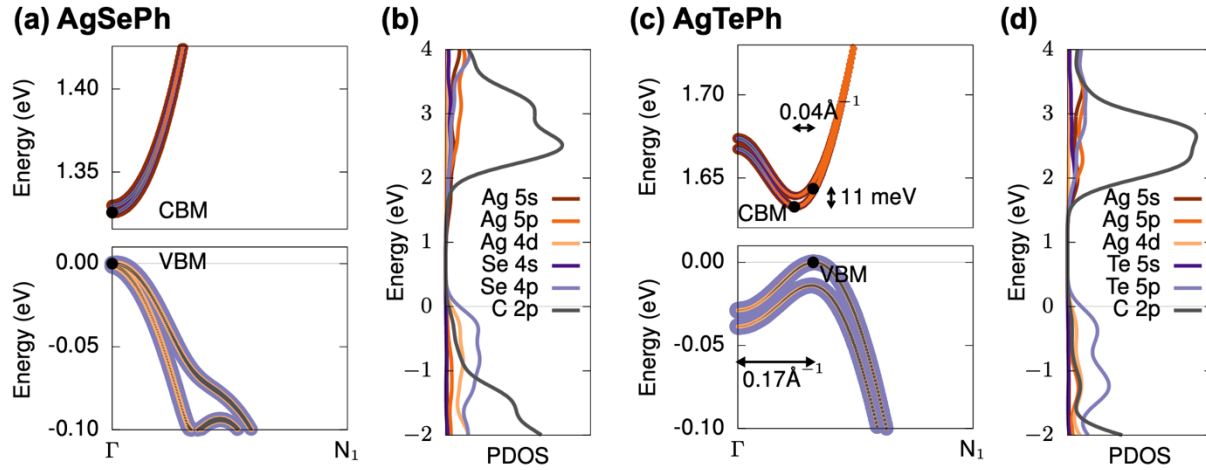 (a) AgSePh
Energy (eV)
1.40
1.35
CBM
Energy (eV)
0.00
-0.05
-0.10
VBM
Γ
N₁
(b)
Energy (eV)
4
3
2
1
0
−1
−2
Ag 5s
Ag 5p
Ag 4d
Se 4s
Se 4p
C 2p
PDOS
(c) AgTePh
Energy (eV)
1.70
1.65
0.04Å⁻¹
11 meV
CBM
Energy (eV)
0.00
-0.05
-0.10
VBM
0.17Å⁻¹
Γ
N₁
(d)
Energy (eV)
4
3
2
1
0
−1
−2
Ag 5s
Ag 5p
Ag 4d
Te 5s
Te 5p
C 2p
PDOS